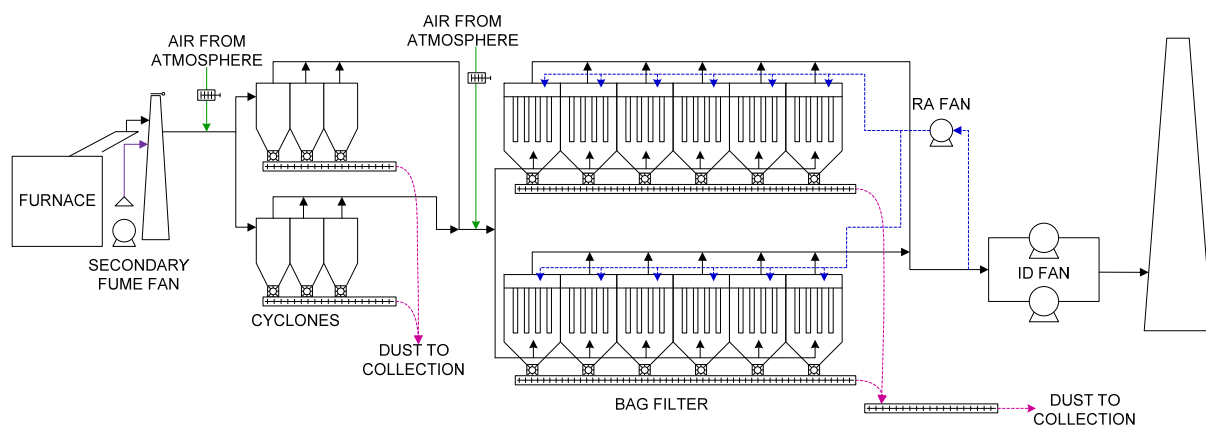 AIR FROM
ATMOSPHERE
AIR FROM
ATMOSPHERE
RA FAN
FURNACE
SECONDARY
FUME FAN
ID FAN
CYCLONES
DUST TO
COLLECTION
BAG FILTER
DUST TO
COLLECTION